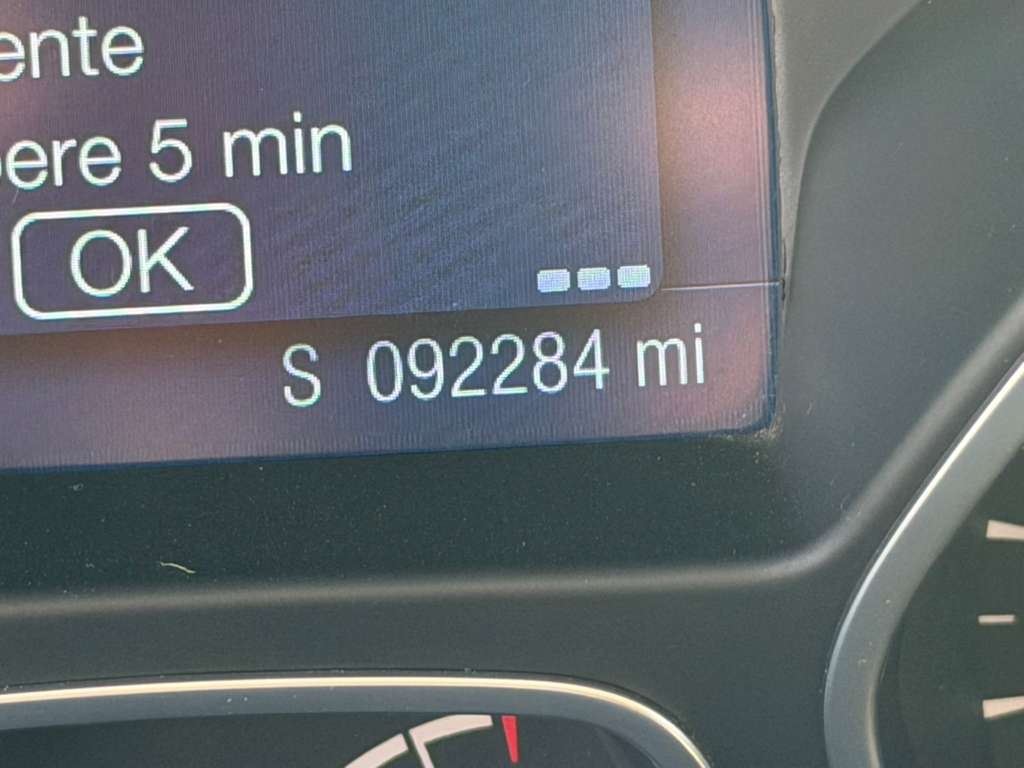 ente
pere 5 min
OK
S 092284 mi